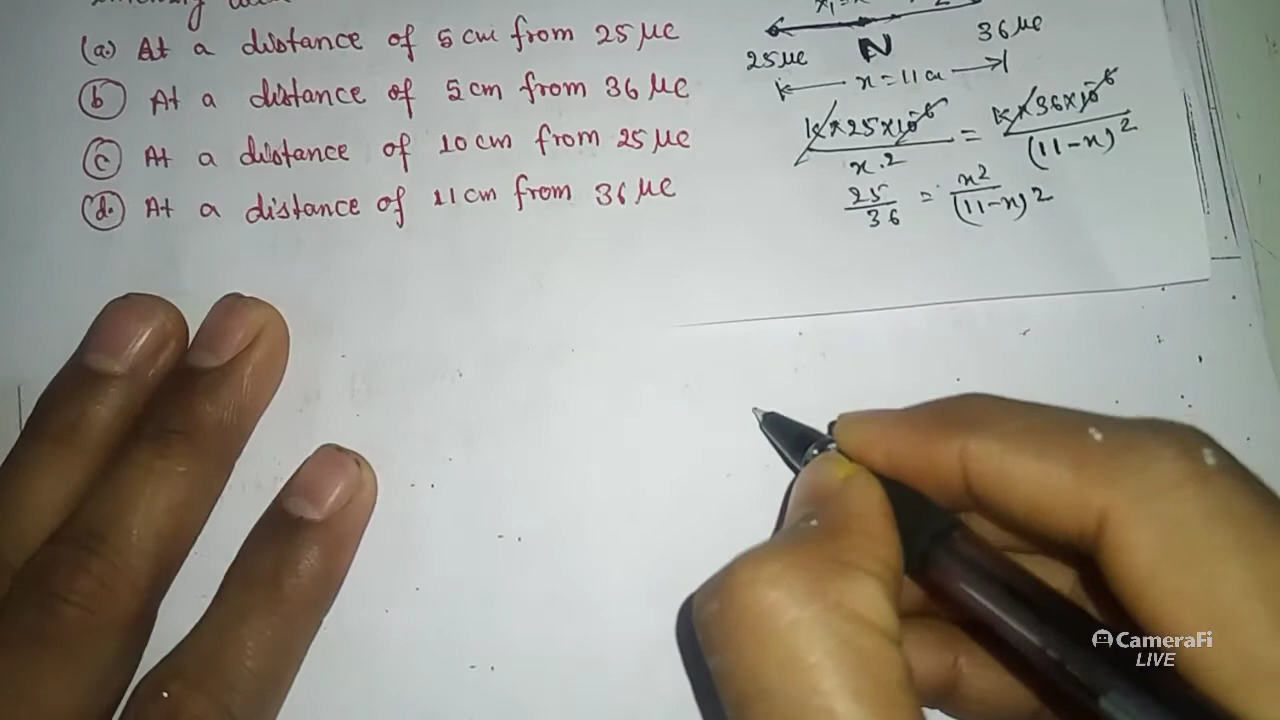 (a) At a distance of 5 cm from 25 μc
(b) At a distance of 5 cm from 36 μc
(c) At a distance of 10 cm from 25 μc
(d.) At a distance of 11 cm from 36 μc
25 μc N 36 μc
x = 11
k × 25 × 10⁻⁶ / x² = k × 36 × 10⁻⁶ / (11-x)²
25/36 = x²/(11-x)²
CameraFi
LIVE